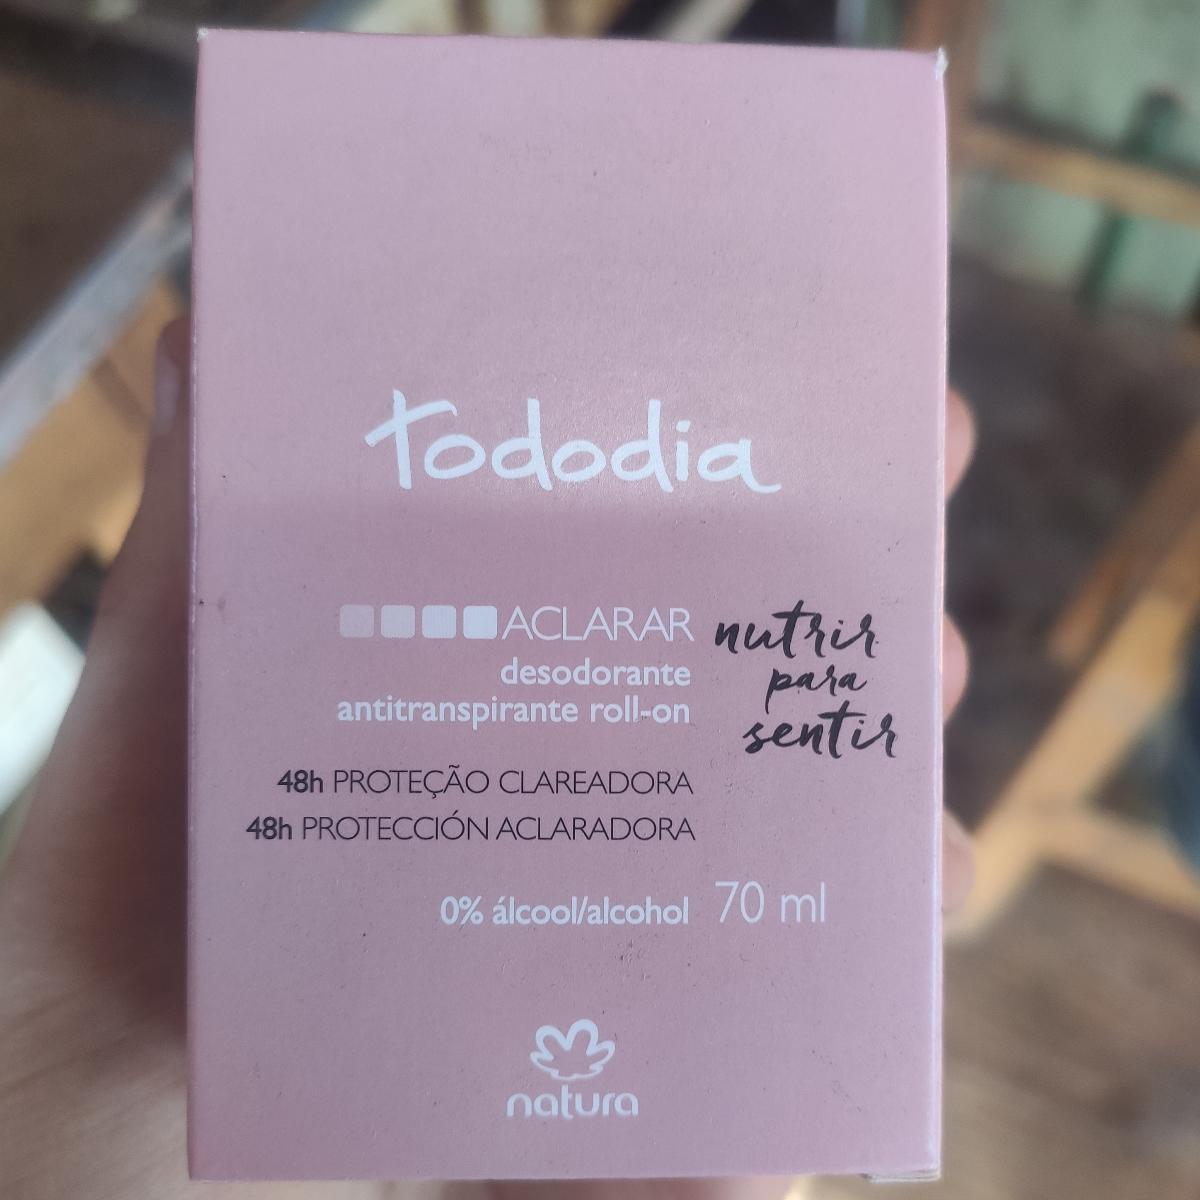 Tododia
ACLARAR
desodorante
antitranspirante roll-on
nutrir
para
sentir
48h PROTEÇÃO CLAREADORA
48h PROTECCIÓN ACLARADORA
0% álcool/alcohol 70 ml
natura